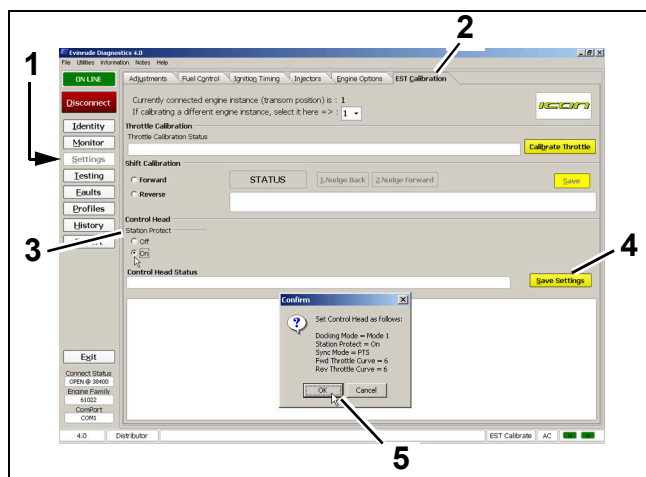 2
1
Evinrude Diagnostics 4.0
File Utilities Information Notes Help
ON LINE
Adjustments Fuel Control Ignition Timing Injectors Engine Options EST Calibration
Disconnect
Currently connected engine instance (transom position) is : 1
If calibrating a different engine instance, select it here => : 1
ICON
Identity
Throttle Calibration
Throttle Calibration Status
Monitor
Calibrate Throttle
Settings
Shift Calibration
Testing
Forward
STATUS
1.Nudge Back
2.Nudge Forward
Save
Faults
Reverse
Profiles
History
Control Head
3
Station Protect
Off
On
4
Control Head Status
Save Settings
Confirm
Set Control Head as follows:
Docking Mode = Mode 1
Station Protect = On
Sync Mode = PTS
Fwd Throttle Curve = 6
Rev Throttle Curve = 6
OK
Cancel
Exit
Connect Status
OPEN @ 38400
Engine Family
61022
ComPort
COM1
4.0
Distributor
EST Calibrate
AC
5